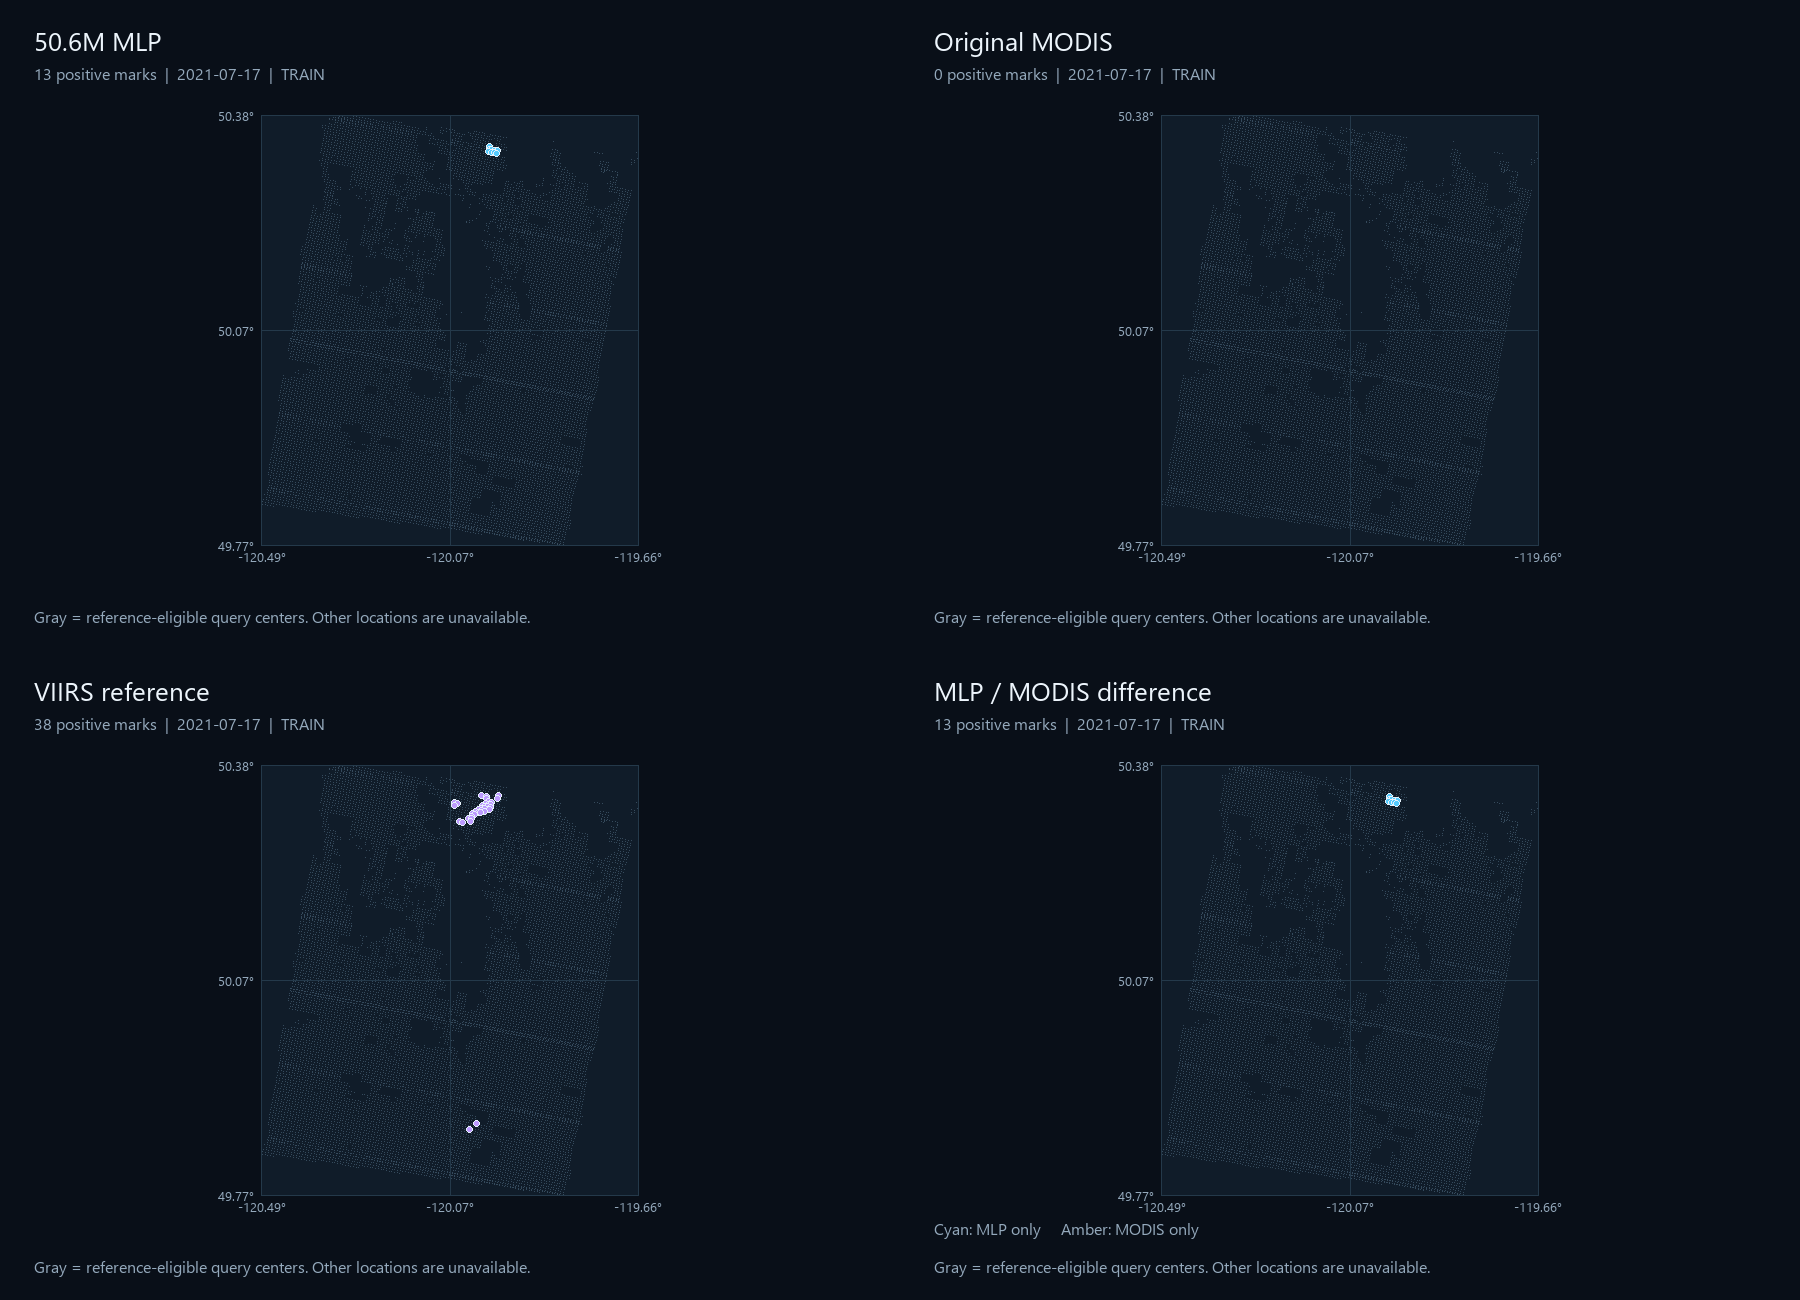 50.6M MLP
13 positive marks | 2021-07-17 | TRAIN
50.38°
50.07°
49.77°
-120.49° -120.07° -119.66°
Gray = reference-eligible query centers. Other locations are unavailable.
Original MODIS
0 positive marks | 2021-07-17 | TRAIN
50.38°
50.07°
49.77°
-120.49° -120.07° -119.66°
Gray = reference-eligible query centers. Other locations are unavailable.
VIIRS reference
38 positive marks | 2021-07-17 | TRAIN
50.38°
50.07°
49.77°
-120.49° -120.07° -119.66°
Gray = reference-eligible query centers. Other locations are unavailable.
MLP / MODIS difference
13 positive marks | 2021-07-17 | TRAIN
50.38°
50.07°
49.77°
-120.49° -120.07° -119.66°
Cyan: MLP only Amber: MODIS only
Gray = reference-eligible query centers. Other locations are unavailable.